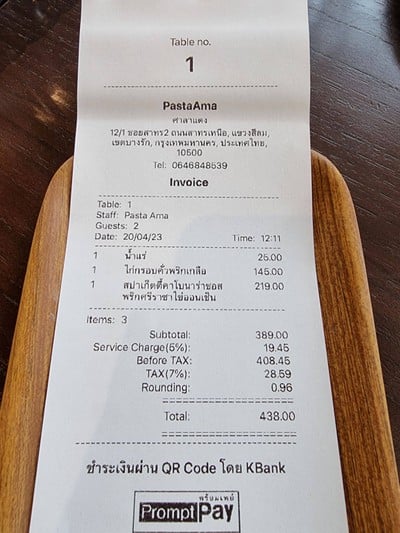 Table no.
1
PastaAma
ศาลาแดง
12/1 ซอยสาทร2 ถนนสาทรเหนือ, แขวงสีลม,
เขตบางรัก, กรุงเทพมหานคร, ประเทศไทย,
10500
Tel: 0646848539
Invoice
Table: 1
Staff: Pasta Ama
Guests: 2
Date: 20/04/23 Time: 12:11
1 น้ำแร่ 25.00
1 ไก่กรอบคั่วพริกเกลือ 145.00
1 สปาเก็ตตี้คาโบนาร่าซอส 219.00
พริกศรีราชาไข่ออนเซ็น
Items: 3
Subtotal: 389.00
Service Charge(5%): 19.45
Before TAX: 408.45
TAX(7%): 28.59
Rounding: 0.96
Total: 438.00
ชำระเงินผ่าน QR Code โดย KBank
พร้อมเพย์
Prompt Pay